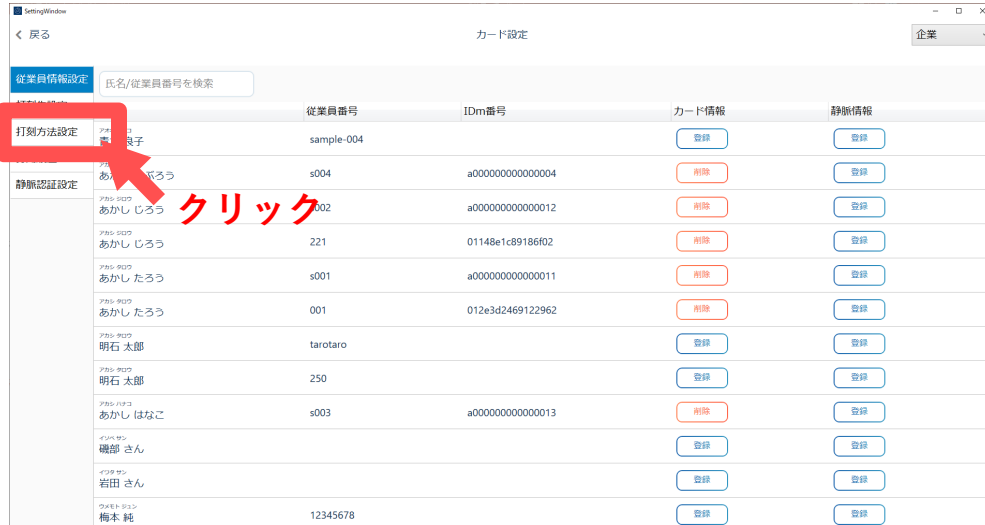 SettingWindow
戻る
カード設定
企業
従業員情報設定
氏名/従業員番号を検索
従業員番号 IDm番号 カード情報 静脈情報
打刻方法設定
良子 sample-004 登録 登録
s004 a000000000000004 削除 登録
静脈認証設定
クリック
アカシ ジロウ
あかし じろう 002 a000000000000012 削除 登録
アカシ ジロウ
あかし じろう 221 01148e1c89186f02 削除 登録
アカシ タロウ
あかし たろう s001 a000000000000011 削除 登録
アカシ タロウ
あかし たろう 001 012e3d2469122962 削除 登録
アカシ タロウ
明石 太郎 tarotaro 登録 登録
アカシ タロウ
明石 太郎 250 登録 登録
アカシ ハナコ
あかし はなこ s003 a000000000000013 削除 登録
イソベ サン
磯部 さん 登録 登録
イワタ サン
岩田 さん 登録 登録
ウメモト ジュン
梅本 純 12345678 登録 登録